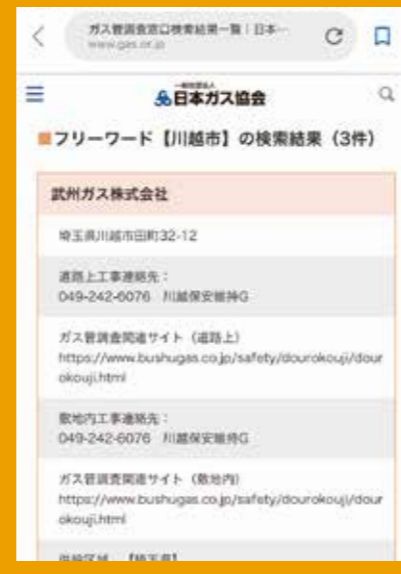 ガス管調査窓口検索結果一覧|日本…
www.gas.or.jp
一般社団法人
日本ガス協会
■フリーワード【川越市】の検索結果(3件)
武州ガス株式会社
埼玉県川越市田町32-12
道路上工事連絡先:
049-242-6076 川越保安維持G
ガス管調査関連サイト(道路上)
https://www.bushugas.co.jp/safety/dourokouji/dour
okouji.html
敷地内工事連絡先:
049-242-6076 川越保安維持G
ガス管調査関連サイト(敷地内)
https://www.bushugas.co.jp/safety/dourokouji/dour
okouji.html
供給区域 【埼玉県】